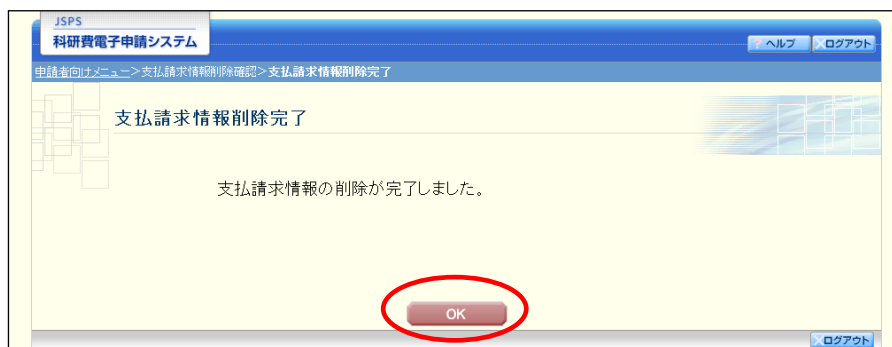 JSPS
科研費電子申請システム
? ヘルプ
ログアウト
申請者向けメニュー>支払請求情報削除確認>支払請求情報削除完了
支払請求情報削除完了
支払請求情報の削除が完了しました。
OK
ログアウト